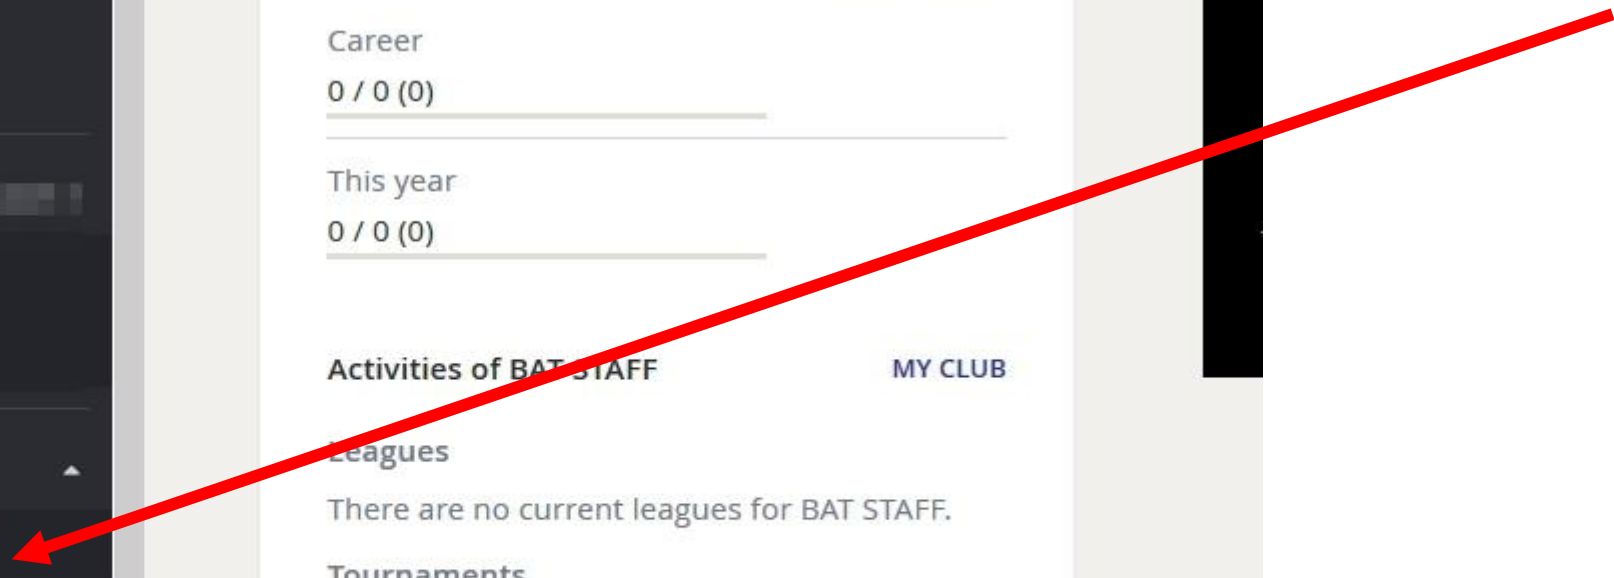 Career
0 / 0 (0)
This year
0 / 0 (0)
Activities of BAT STAFF
MY CLUB
Leagues
There are no current leagues for BAT STAFF.
Tournaments